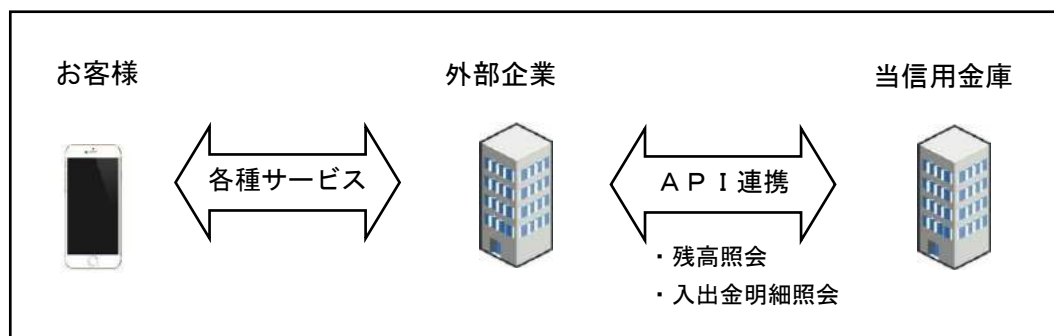 お客様
外部企業
当信用金庫
各種サービス
ＡＰＩ連携
・残高照会
・入出金明細照会